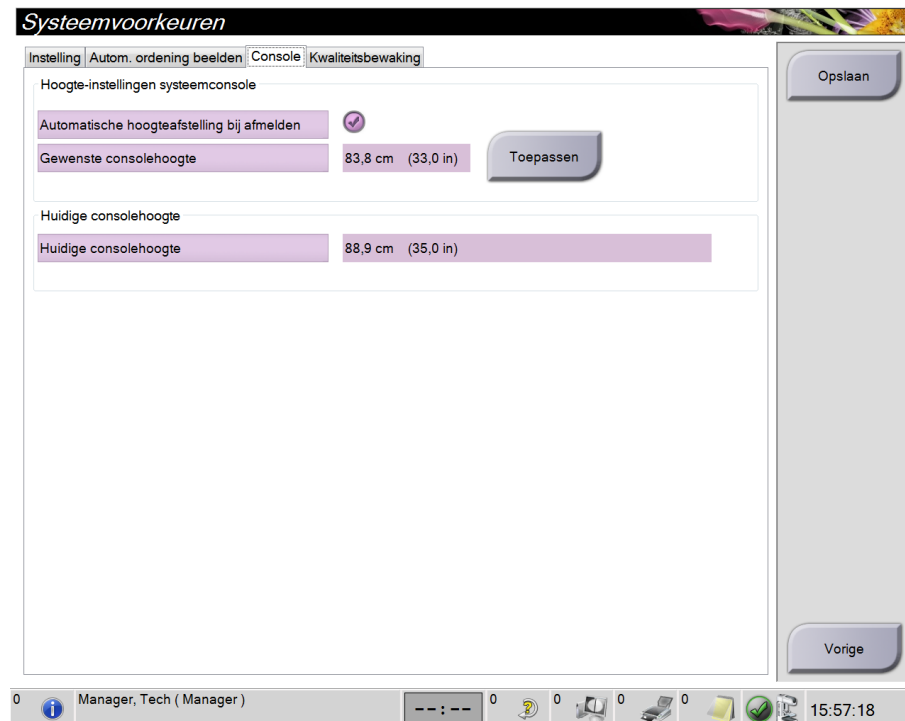 Systeemvoorkeuren
Instelling Autom. ordening beelden Console Kwaliteitsbewaking
Opslaan
Hoogte-instellingen systeemconsole
Automatische hoogteafstelling bij afmelden
Gewenste consolehoogte 83,8 cm (33,0 in) Toepassen
Huidige consolehoogte
Huidige consolehoogte 88,9 cm (35,0 in)
Vorige
0 Manager, Tech ( Manager ) --:-- 0 0 0 0 15:57:18